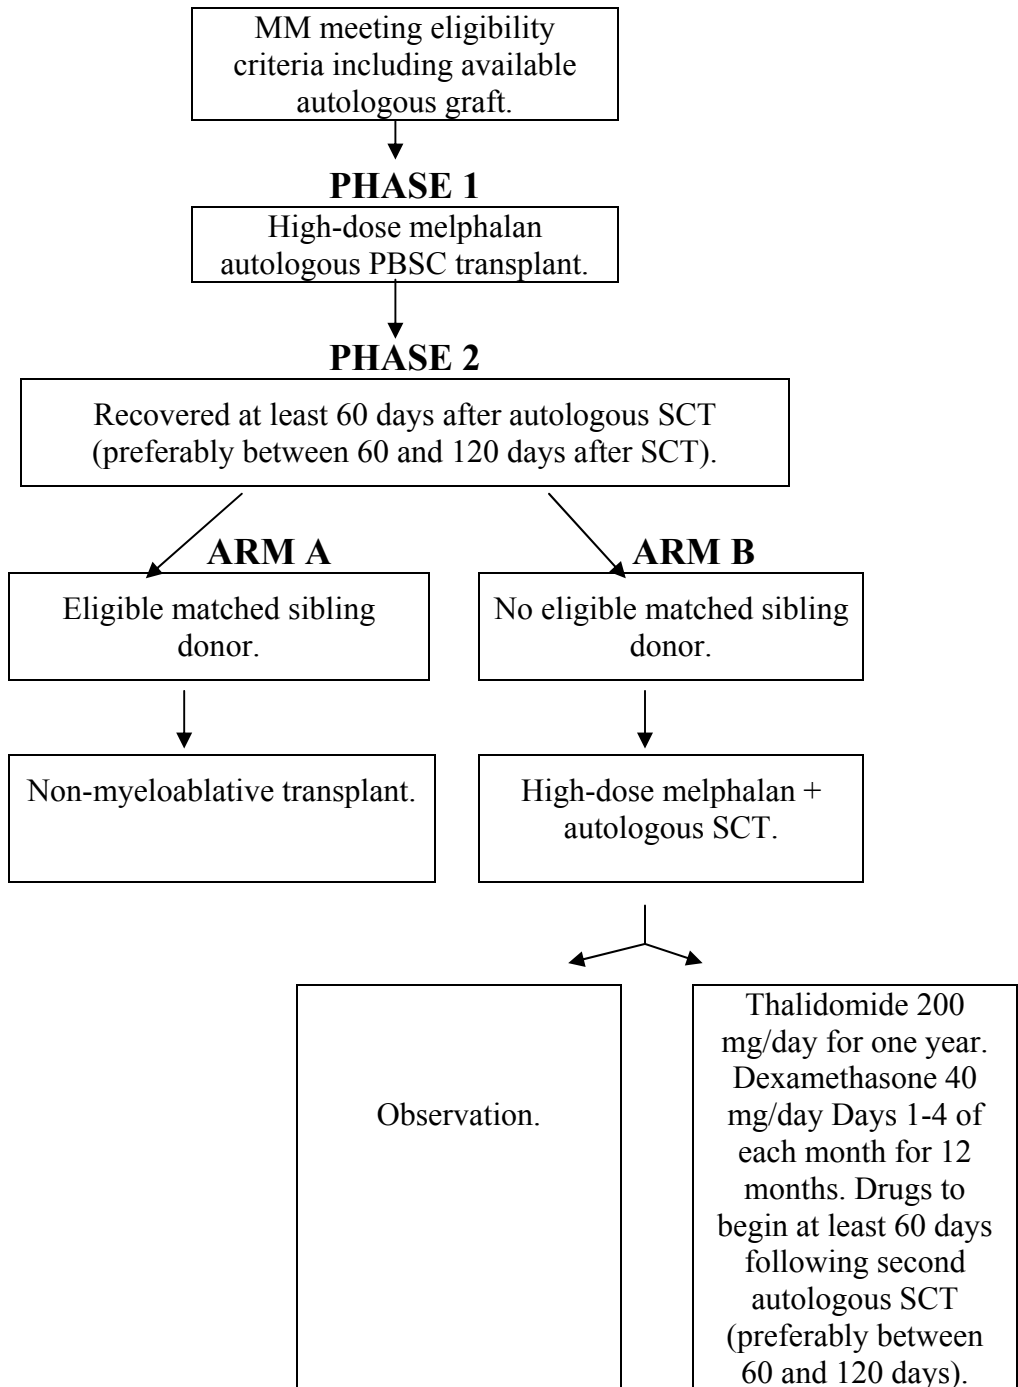 MM meeting eligibility
criteria including available
autologous graft.
PHASE 1
High-dose melphalan
autologous PBSC transplant.
PHASE 2
Recovered at least 60 days after autologous SCT
(preferably between 60 and 120 days after SCT).
ARM A
Eligible matched sibling
donor.
Non-myeloablative transplant.
ARM B
No eligible matched sibling
donor.
High-dose melphalan +
autologous SCT.
Observation.
Thalidomide 200
mg/day for one year.
Dexamethasone 40
mg/day Days 1-4 of
each month for 12
months. Drugs to
begin at least 60 days
following second
autologous SCT
(preferably between
60 and 120 days).